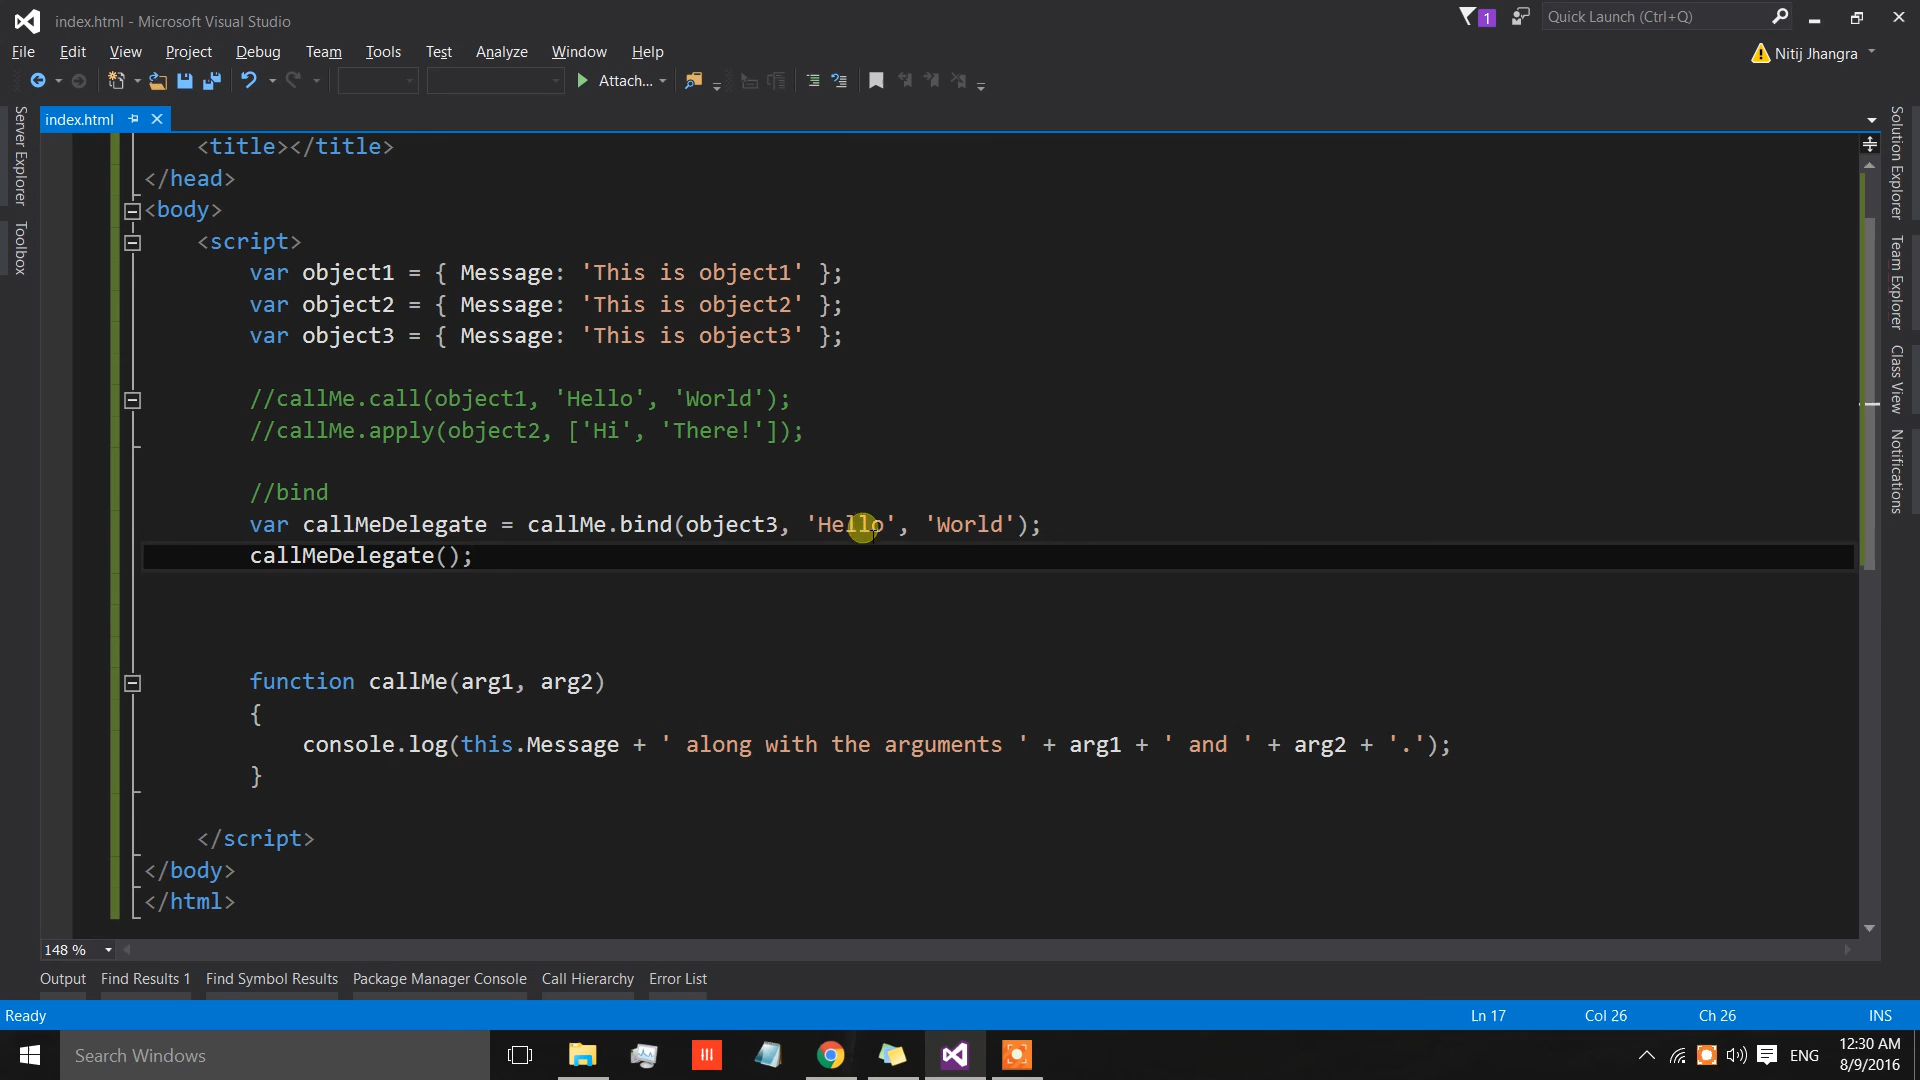 index.html - Microsoft Visual Studio
1
Quick Launch (Ctrl+Q)
File Edit View Project Debug Team Tools Test Analyze Window Help
Nitij Jhangra
Attach...
index.html
Server Explorer
Toolbox
Solution Explorer
Team Explorer
Class View
Notifications
<title></title>
</head>
<body>
<script>
var object1 = { Message: 'This is object1' };
var object2 = { Message: 'This is object2' };
var object3 = { Message: 'This is object3' };
//callMe.call(object1, 'Hello', 'World');
//callMe.apply(object2, ['Hi', 'There!']);
//bind
var callMeDelegate = callMe.bind(object3, 'Hello', 'World');
callMeDelegate();
function callMe(arg1, arg2)
{
console.log(this.Message + ' along with the arguments ' + arg1 + ' and ' + arg2 + '.');
}
</script>
</body>
</html>
148 %
Output Find Results 1 Find Symbol Results Package Manager Console Call Hierarchy Error List
Ready Ln 17 Col 26 Ch 26 INS
Search Windows
ENG
12:30 AM
8/9/2016